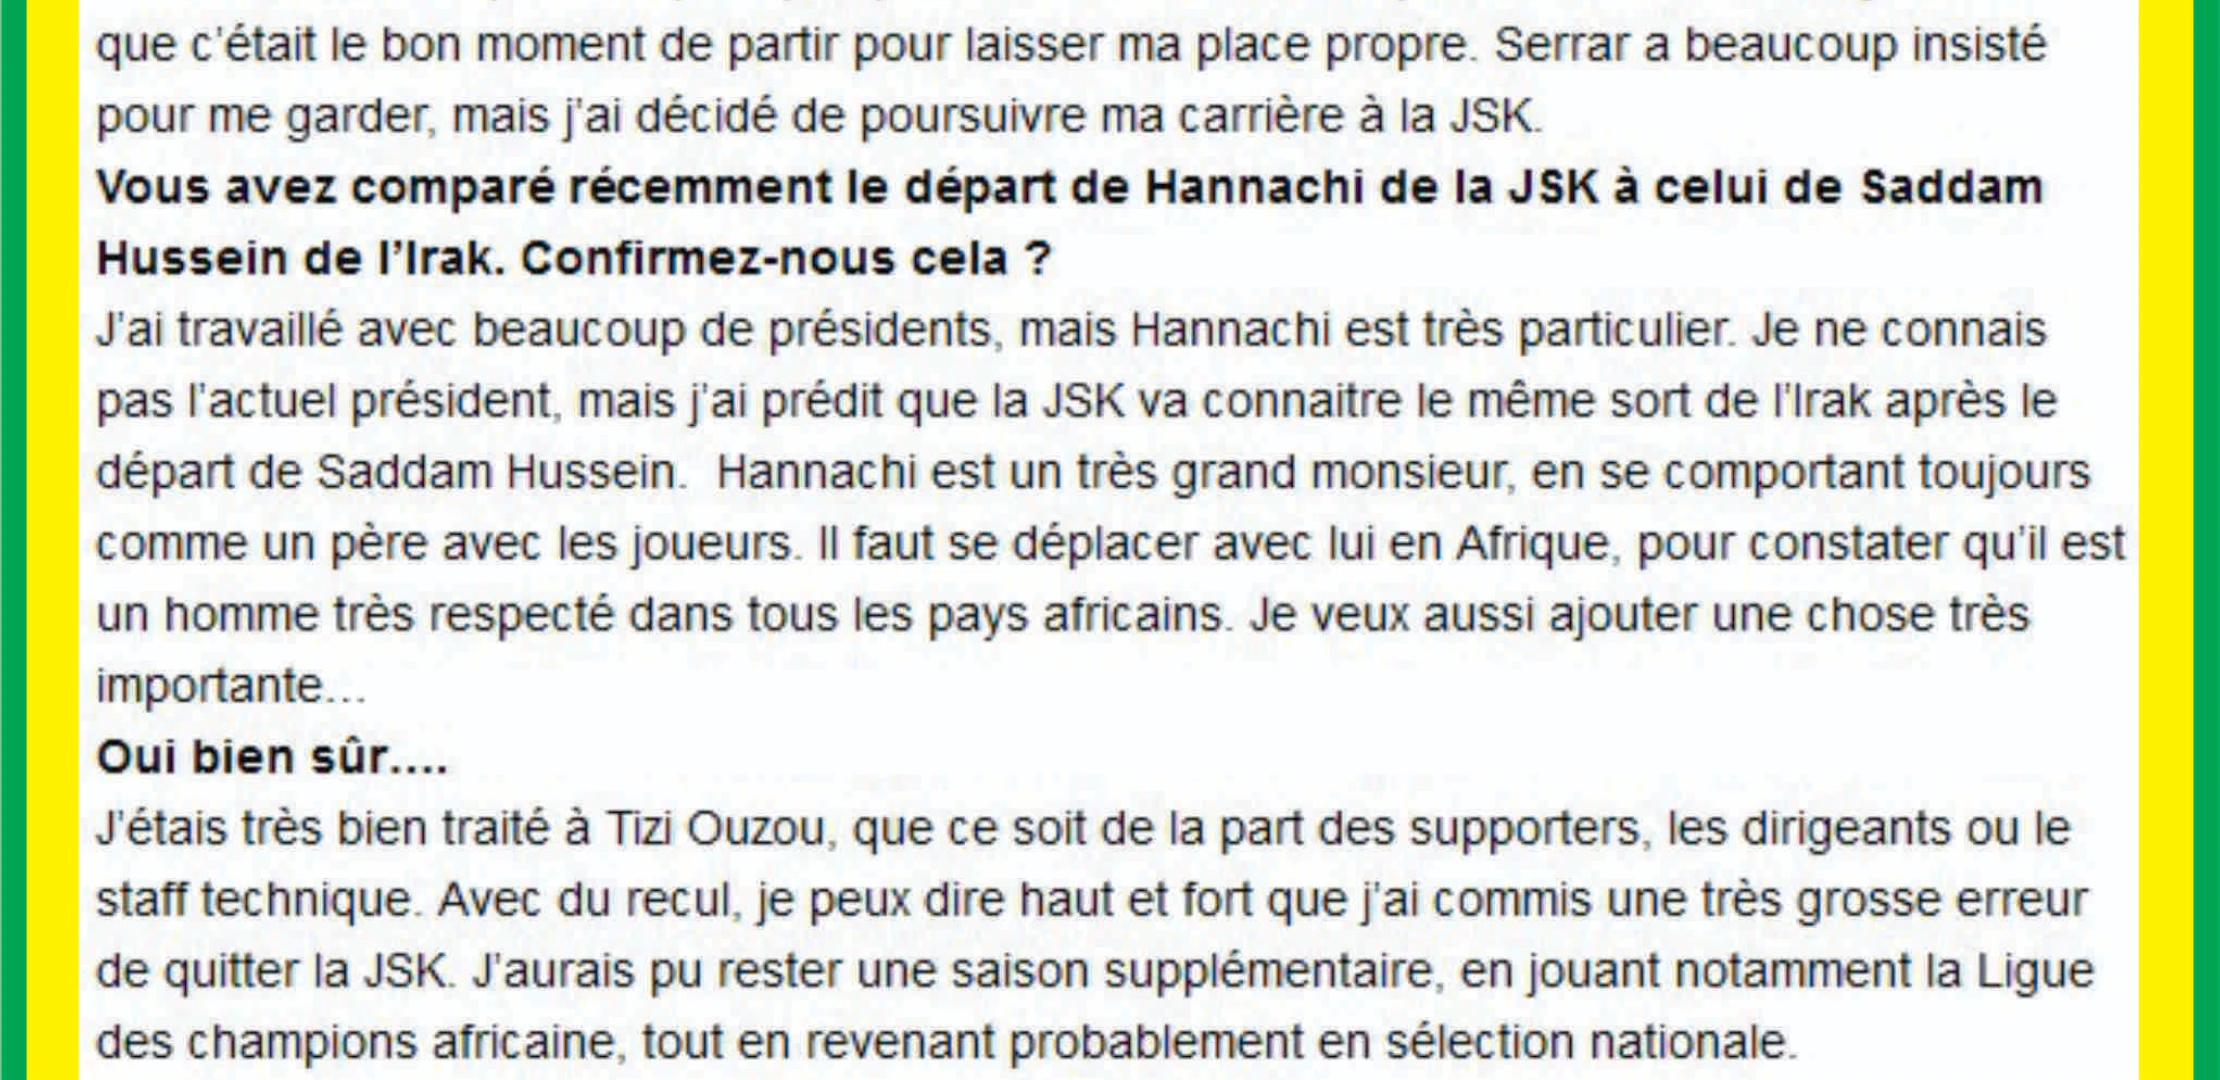 que c'était le bon moment de partir pour laisser ma place propre. Serrar a beaucoup insisté
pour me garder, mais j'ai décidé de poursuivre ma carrière à la JSK.
Vous avez comparé récemment le départ de Hannachi de la JSK à celui de Saddam
Hussein de l’Irak. Confirmez-nous cela ?
J'ai travaillé avec beaucoup de présidents, mais Hannachi est très particulier. Je ne connais
pas l'actuel président, mais j'ai prédit que la JSK va connaitre le même sort de l'Irak après le
départ de Saddam Hussein.  Hannachi est un très grand monsieur, en se comportant toujours
comme un père avec les joueurs. Il faut se déplacer avec lui en Afrique, pour constater qu'il est
un homme très respecté dans tous les pays africains. Je veux aussi ajouter une chose très
importante…
Oui bien sûr….
J'étais très bien traité à Tizi Ouzou, que ce soit de la part des supporters, les dirigeants ou le
staff technique. Avec du recul, je peux dire haut et fort que j'ai commis une très grosse erreur
de quitter la JSK. J'aurais pu rester une saison supplémentaire, en jouant notamment la Ligue
des champions africaine, tout en revenant probablement en sélection nationale.